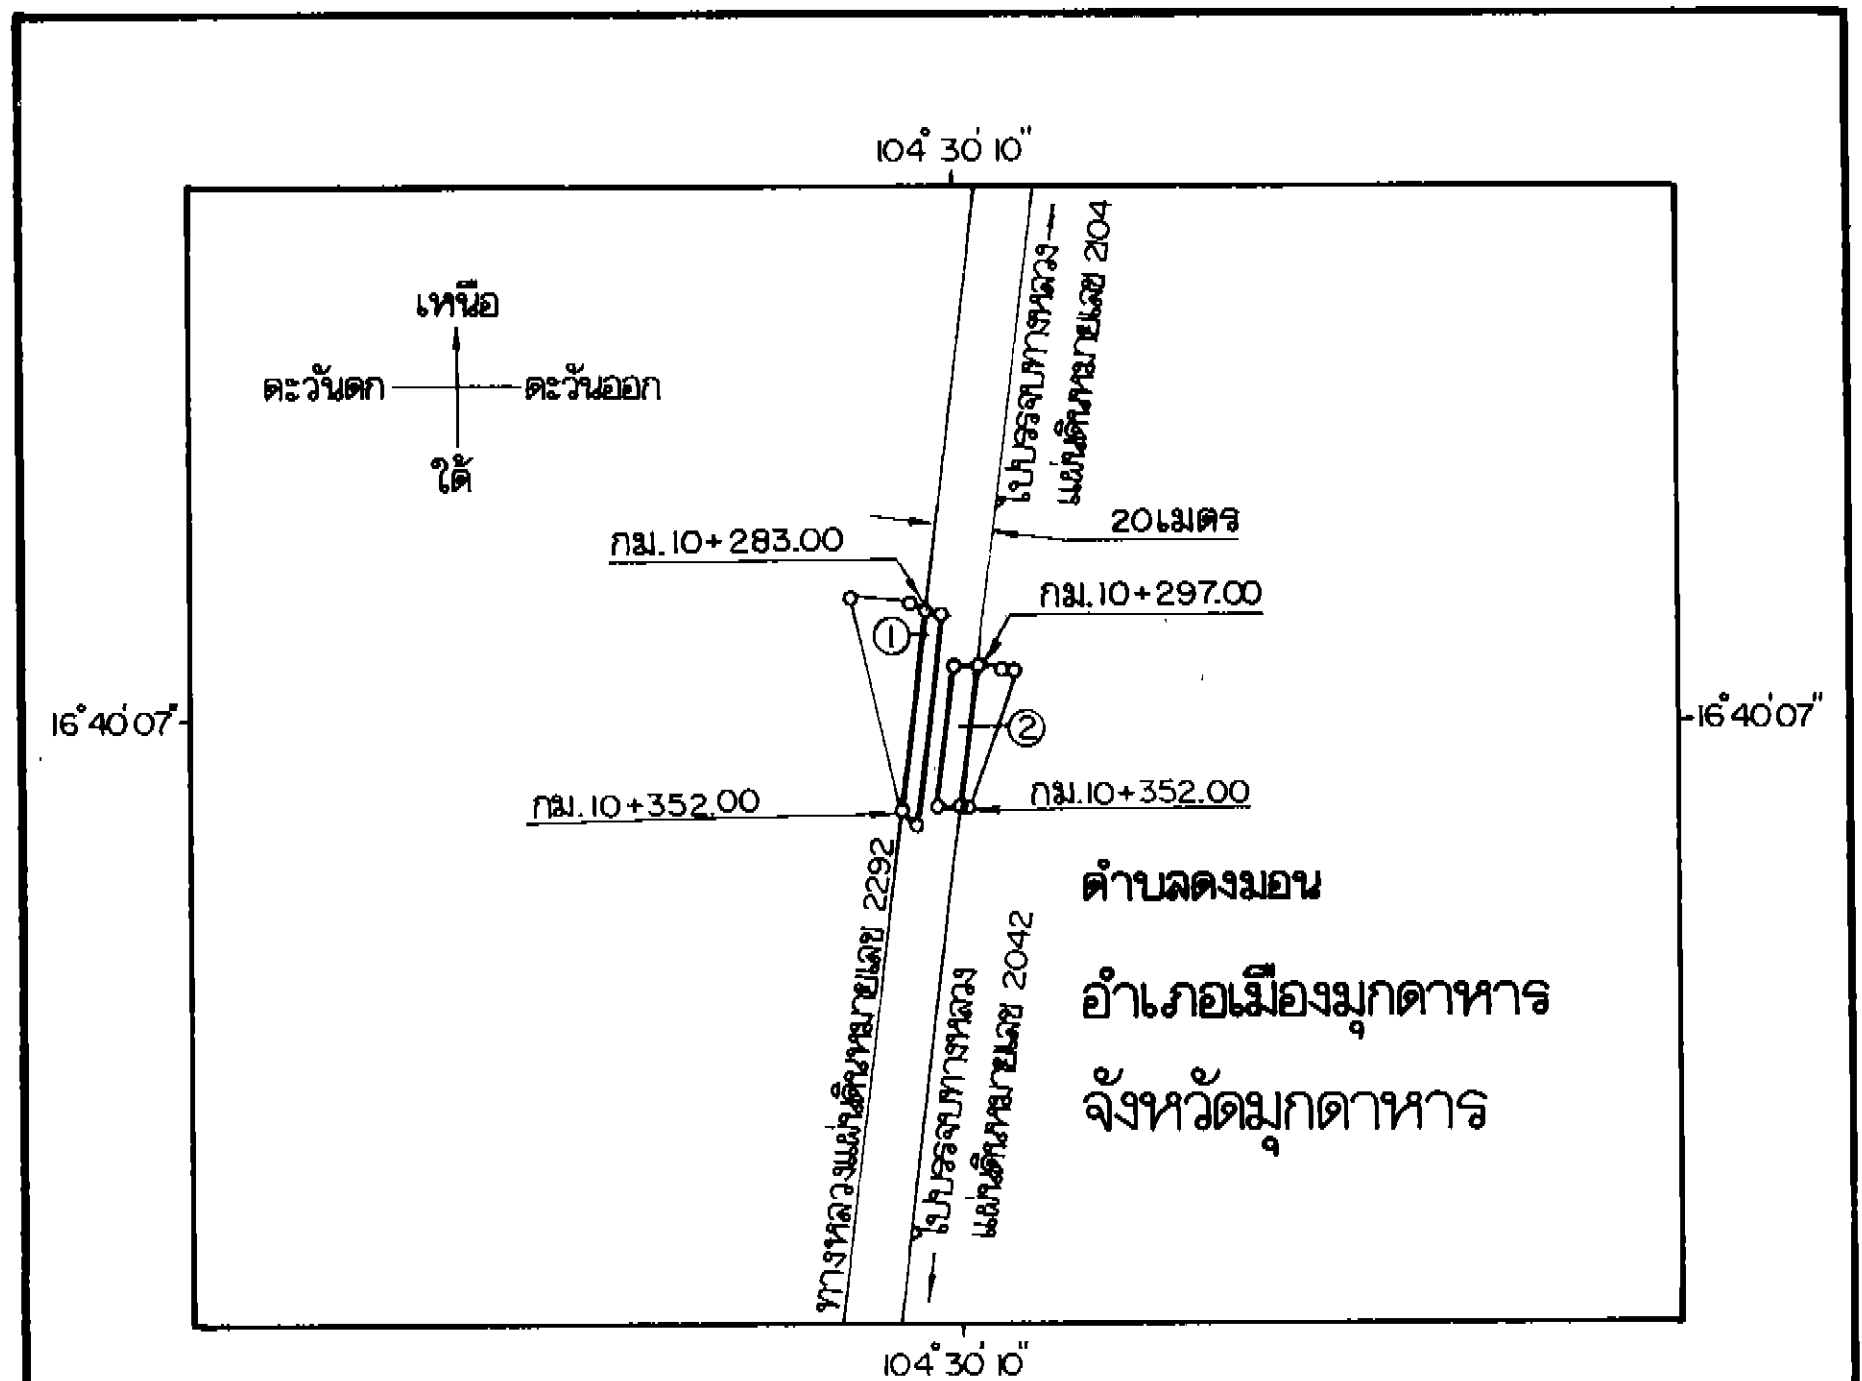 104° 30' 10"
เหนือ
ตะวันตก
ตะวันออก
ใต้
ไปบรรจบทางหลวง
แผ่นดินหมายเลข 2104
20 เมตร
กม. 10+283.00
กม. 10+297.00
①
②
16° 40' 07"
16° 40' 07"
กม. 10+352.00
กม. 10+352.00
ทางหลวงแผ่นดินหมายเลข 2292
ไปบรรจบทางหลวง
แผ่นดินหมายเลข 2042
ตำบลดงมอน
อำเภอเมืองมุกดาหาร
จังหวัดมุกดาหาร
104° 30' 10"